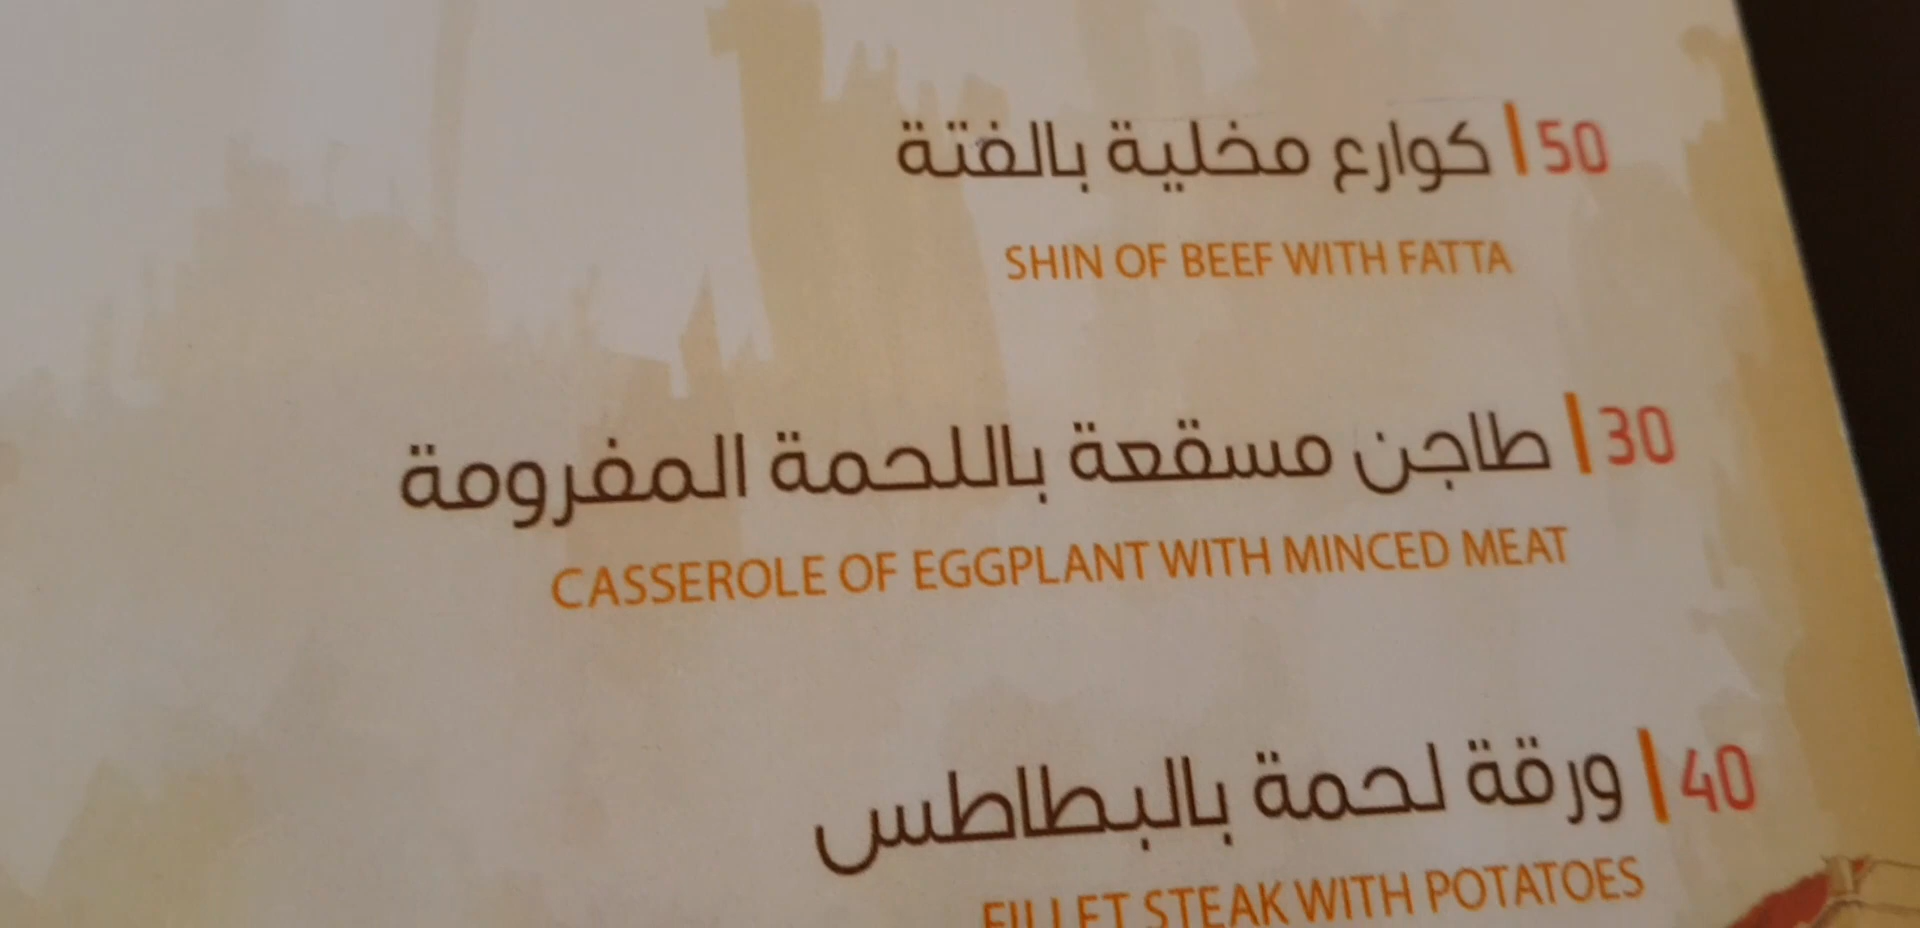 50 | كوارع مخلية بالفتة
SHIN OF BEEF WITH FATTA
30 | طاجن مسقعة باللحمة المفرومة
CASSEROLE OF EGGPLANT WITH MINCED MEAT
40 | ورقة لحمة بالبطاطس
FILLET STEAK WITH POTATOES